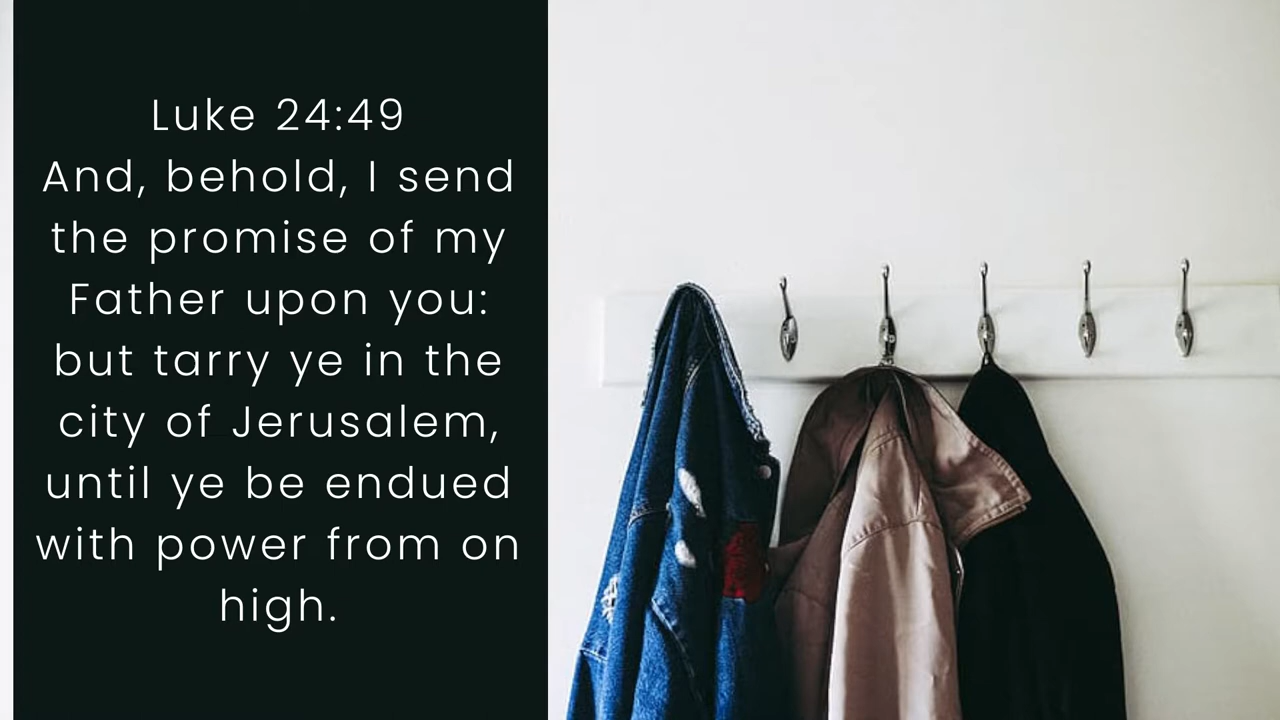 Luke 24:49
And, behold, I send
the promise of my
Father upon you:
but tarry ye in the
city of Jerusalem,
until ye be endued
with power from on
high.